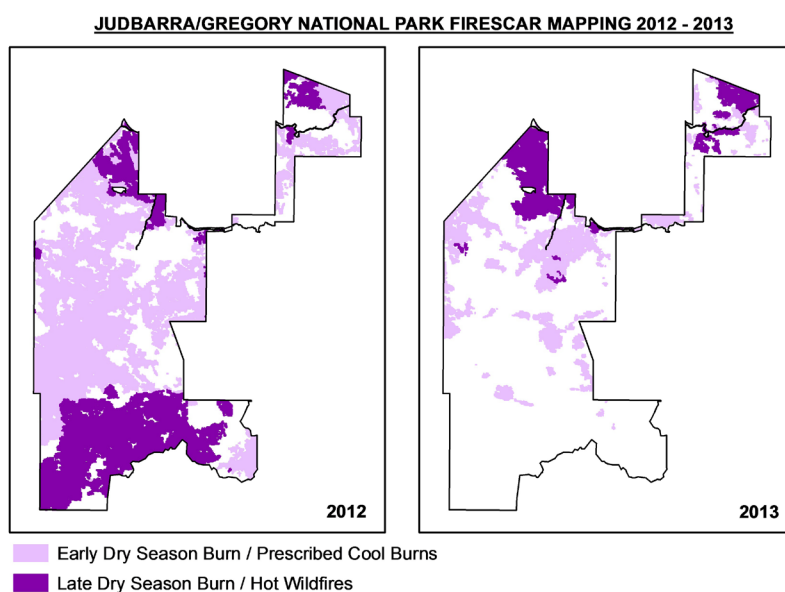 JUDBARRA/GREGORY NATIONAL PARK FIRESCAR MAPPING 2012 - 2013
2012
2013
Early Dry Season Burn / Prescribed Cool Burns
Late Dry Season Burn / Hot Wildfires